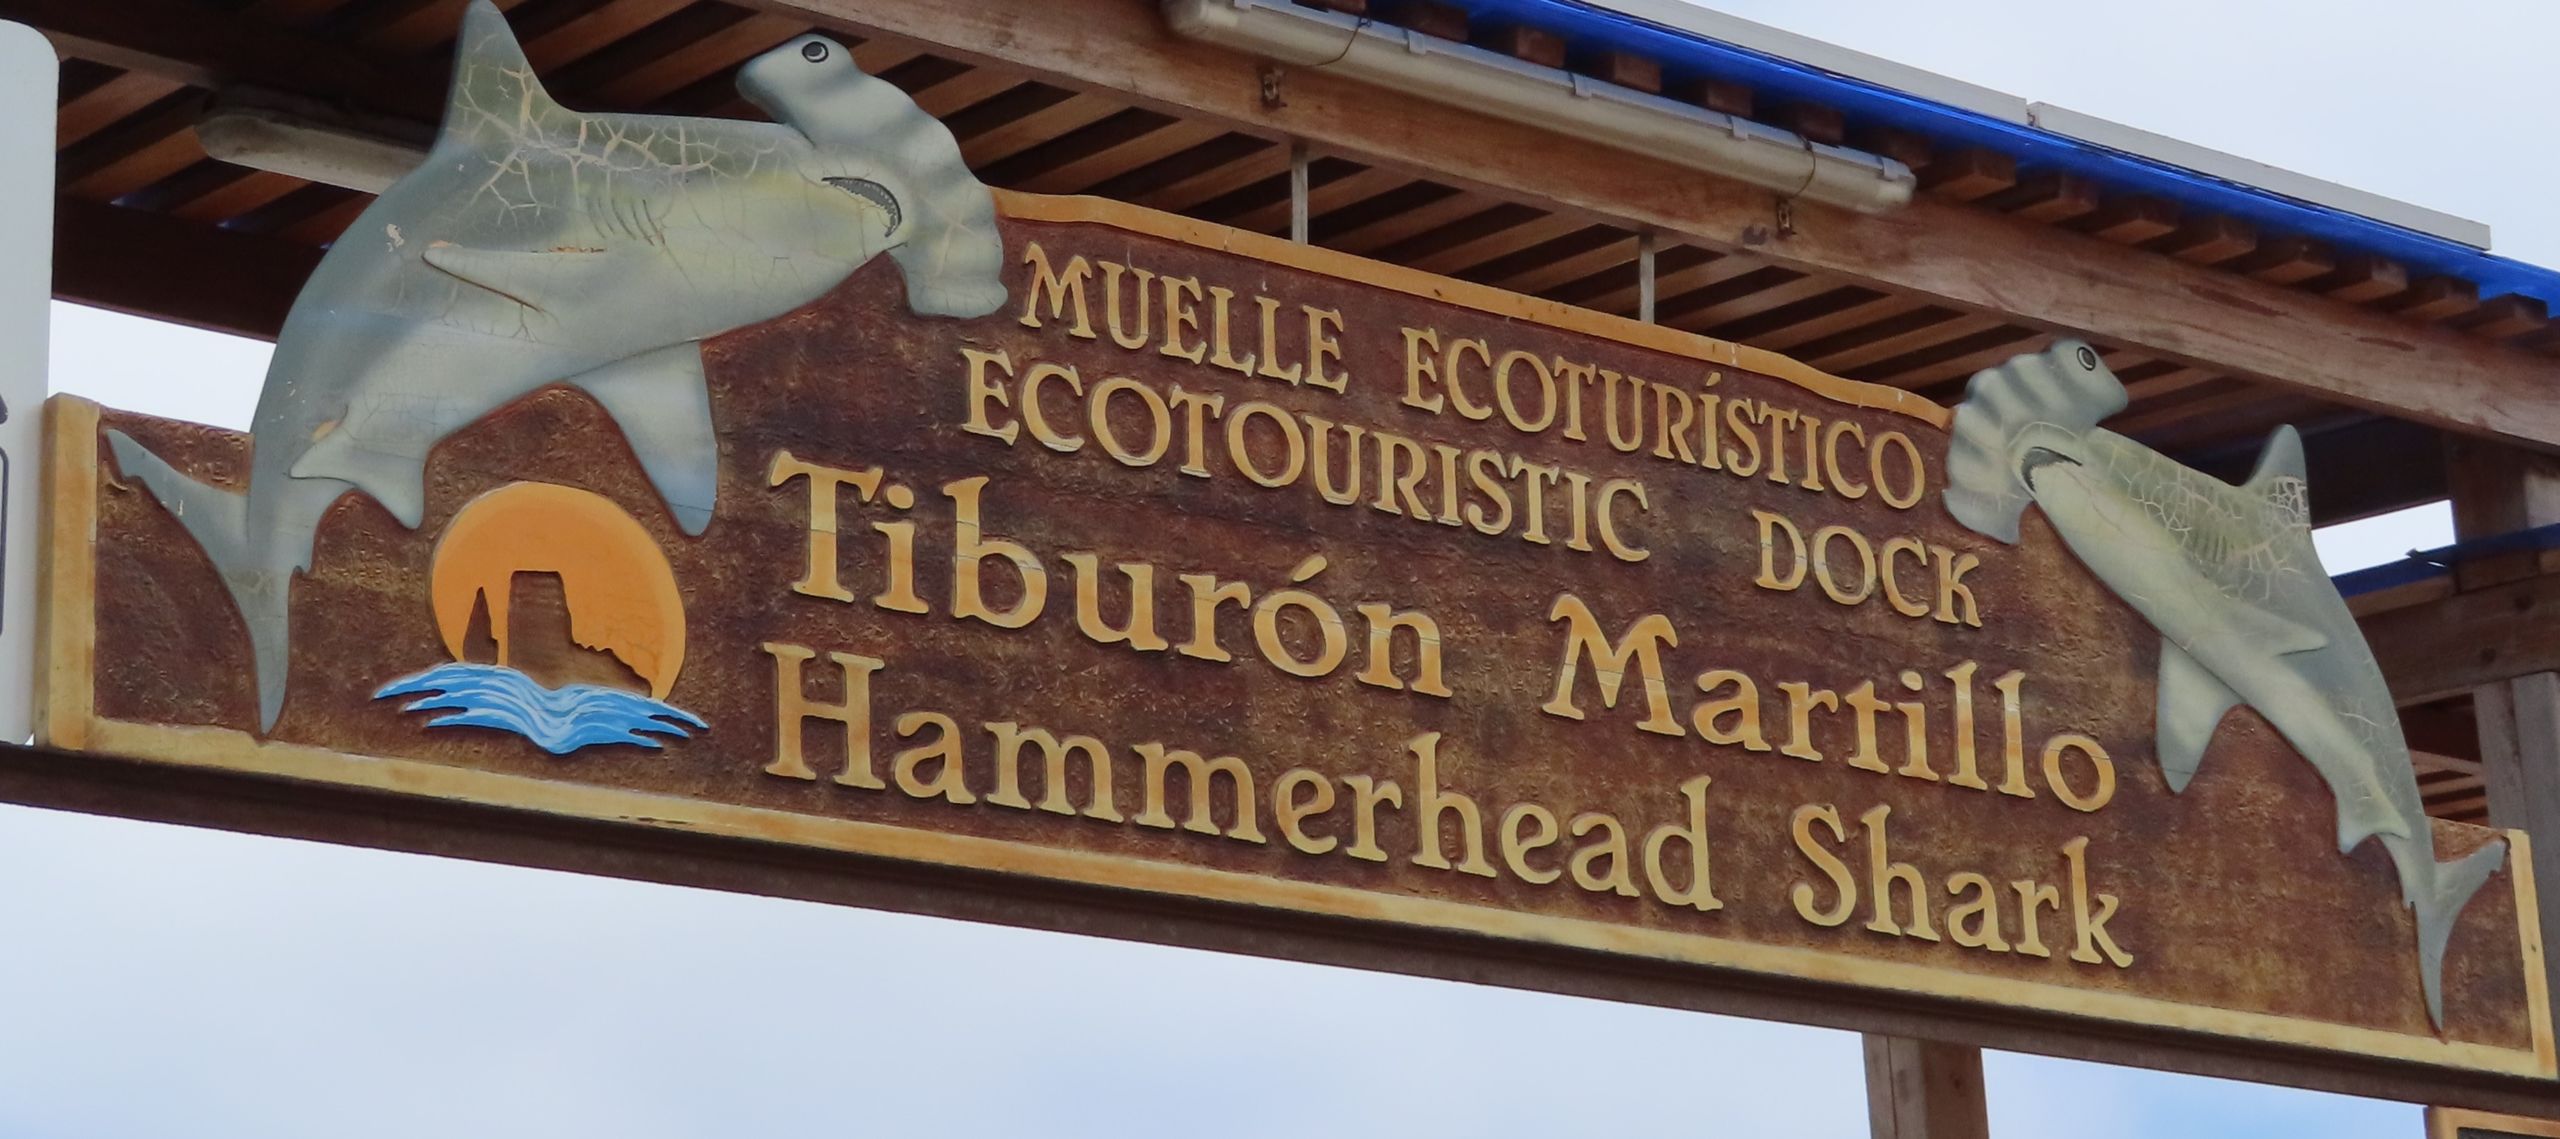 MUELLE ECOTURÍSTICO
ECOTOURISTIC DOCK
Tiburón Martillo
Hammerhead Shark